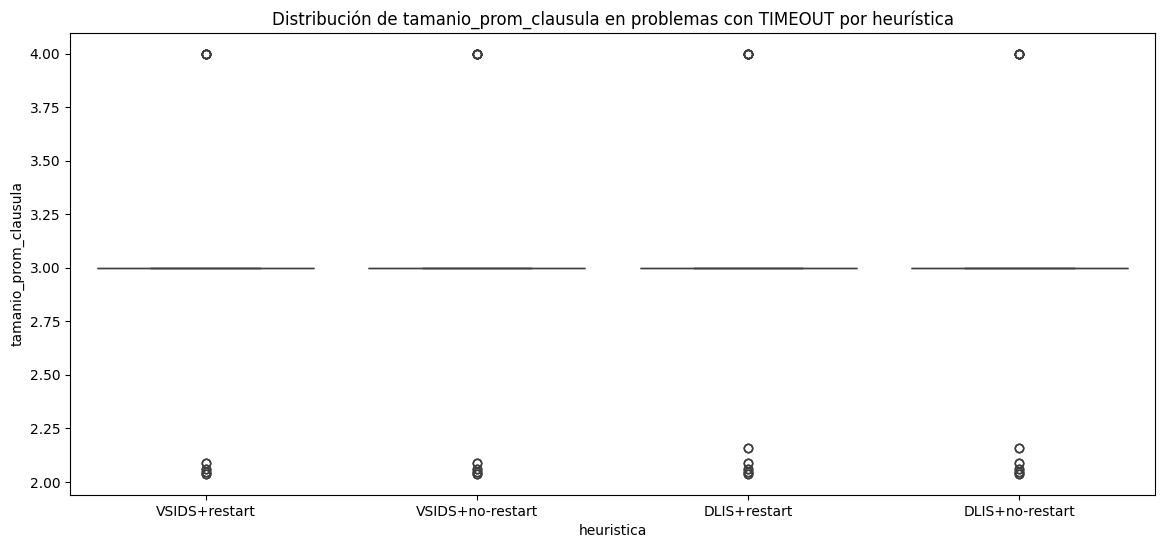 Distribución de tamanio_prom_clausula en problemas con TIMEOUT por heurística
tamanio_prom_clausula
4.00
3.75
3.50
3.25
3.00
2.75
2.50
2.25
2.00
VSIDS+restart
VSIDS+no-restart
DLIS+restart
DLIS+no-restart
heuristica